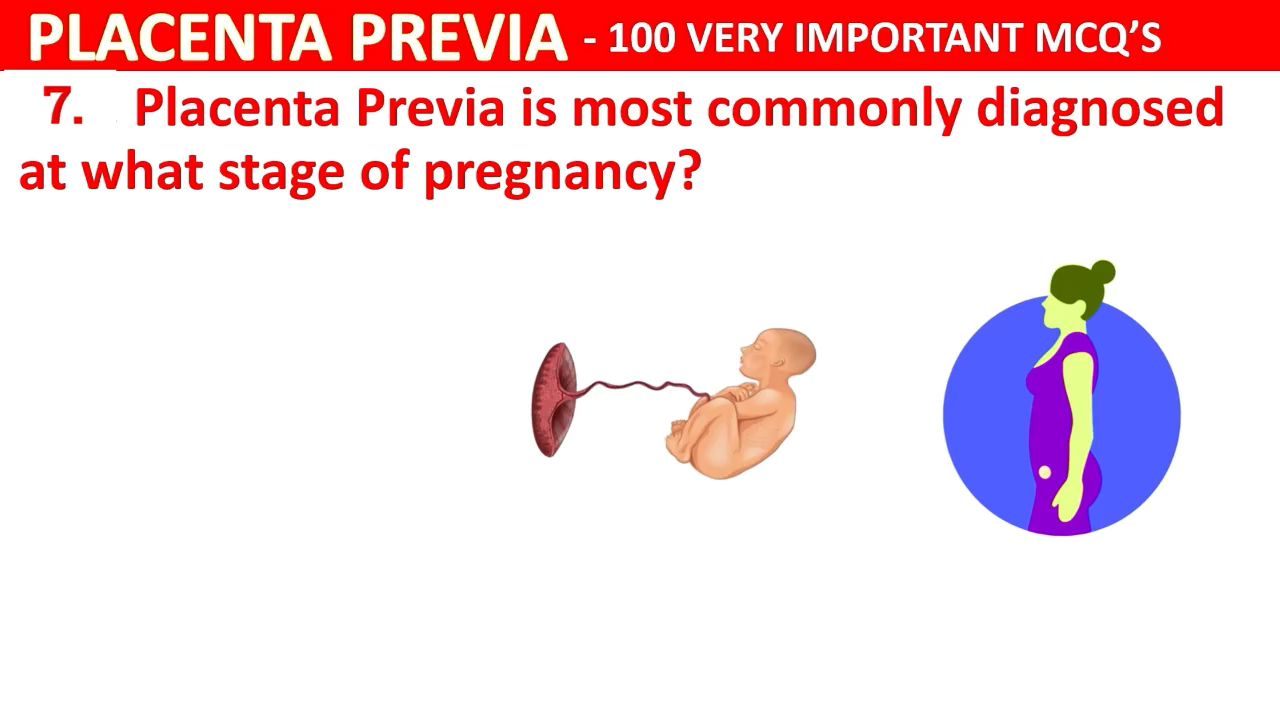 PLACENTA PREVIA - 100 VERY IMPORTANT MCQ’S
7. Placenta Previa is most commonly diagnosed
at what stage of pregnancy?